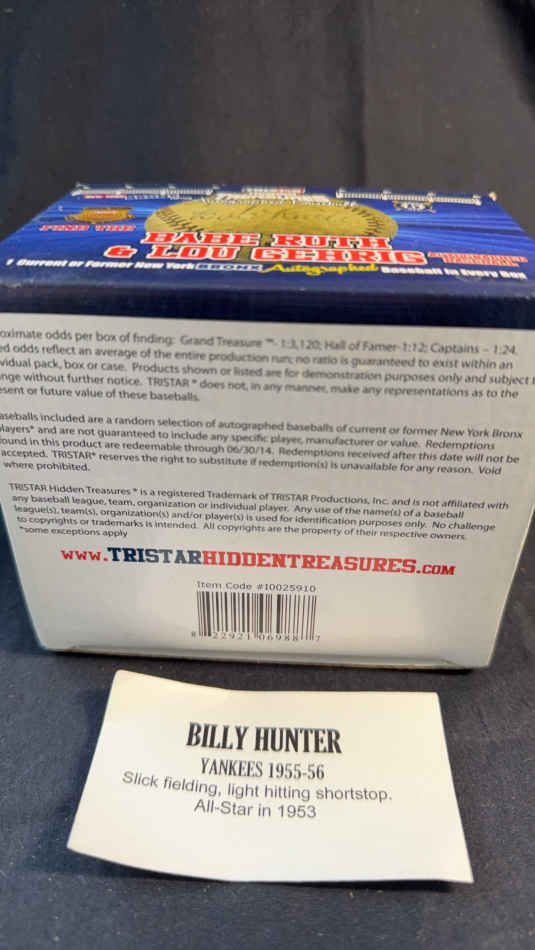 FIND THE
BABE RUTH
& LOU GEHRIG
1 Current or Former New York BRONX Autographed Baseball in Every Box
oximate odds per box of finding: Grand Treasure ™- 1:3,120; Hall of Famer-1:12; Captains – 1:24.
ed odds reflect an average of the entire production run; no ratio is guaranteed to exist within an
vidual pack, box or case. Products shown or listed are for demonstration purposes only and subject t
nge without further notice. TRISTAR® does not, in any manner, make any representations as to the
esent or future value of these baseballs.
aseballs included are a random selection of autographed baseballs of current or former New York Bronx
players* and are not guaranteed to include any specific player, manufacturer or value. Redemptions
ound in this product are redeemable through 06/30/14. Redemptions received after this date will not be
accepted. TRISTAR® reserves the right to substitute if redemption(s) is unavailable for any reason. Void
where prohibited.
TRISTAR Hidden Treasures® is a registered Trademark of TRISTAR Productions, Inc. and is not affiliated with
any baseball league, team, organization or individual player. Any use of the name(s) of a baseball
league(s), team(s), organization(s) and/or player(s) is used for identification purposes only. No challenge
to copyrights or trademarks is intended. All copyrights are the property of their respective owners.
*some exceptions apply
WWW.TRISTARHIDDENTREASURES.COM
Item Code #10025910
8 22921 06988 7
BILLY HUNTER
YANKEES 1955-56
Slick fielding, light hitting shortstop.
All-Star in 1953